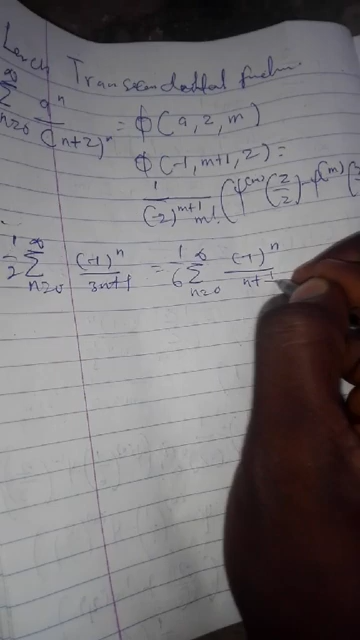 Lerch Transcendental function.
∞ Σ n=0 a^n / (n+2)^n = ϕ(a, 2, m)
ϕ(-1, m+1, 2) =
1 / (-2)^{m+1} m! (ψ^(m) (2/2) - ψ^(m) (
1/2 ∞ Σ n=0 (-1)^n / 3n+1 = 1/6 ∞ Σ n=0 (-1)^n / n+